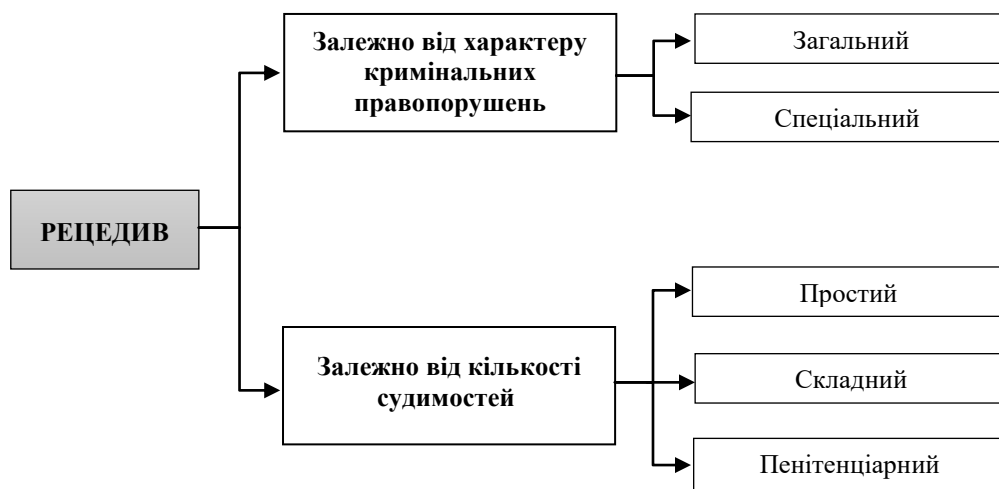 Залежно від характеру
кримінальних
правопорушень
Загальний
Спеціальний
РЕЦЕДИВ
Залежно від кількості
судимостей
Простий
Складний
Пенітенціарний